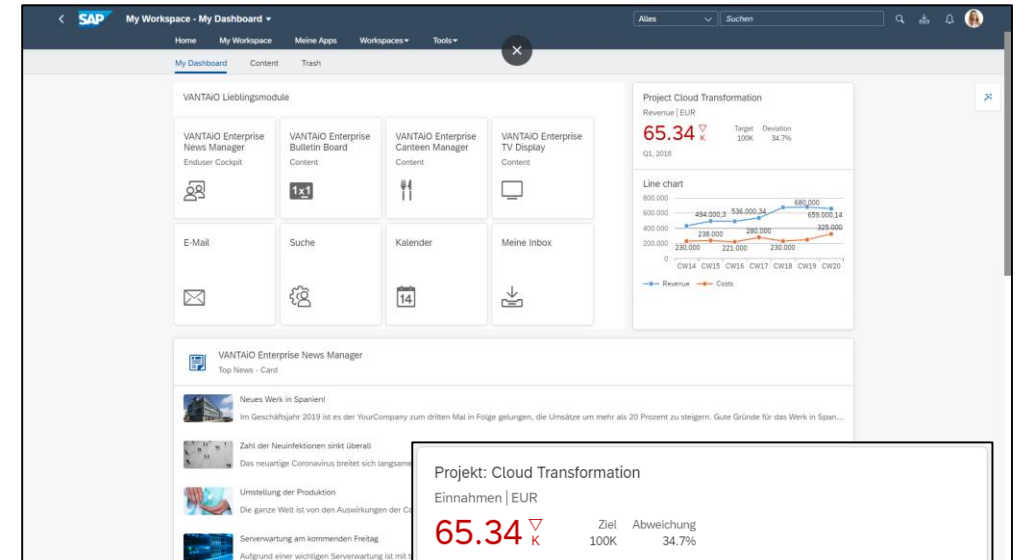 SAP My Workspace - My Dashboard
Alles Suchen
Home My Workspace Meine Apps Workspaces Tools
My Dashboard Content Trash
VANTAiO Lieblingsmodule
VANTAiO Enterprise News Manager
Enduser Cockpit
VANTAiO Enterprise Bulletin Board
Content
1x1
VANTAiO Enterprise Canteen Manager
Content
VANTAiO Enterprise TV Display
Content
E-Mail
Suche
Kalender
14
Meine Inbox
Project Cloud Transformation
Revenue | EUR
65.34 K
Target Deviation
100K 34.7%
Q1, 2018
Line chart
800.000
600.000
400.000
200.000
0
494.000,3 536.000,34 680.000 659.000,14
238.000 280.000 325.000
230.000 221.000 230.000
CW14 CW15 CW16 CW17 CW18 CW19 CW20
Revenue Costs
VANTAiO Enterprise News Manager
Top News - Card
Neues Werk in Spanien!
Im Geschäftsjahr 2019 ist es der YourCompany zum dritten Mal in Folge gelungen, die Umsätze um mehr als 20 Prozent zu steigern. Gute Gründe für das Werk in Span...
Zahl der Neuinfektionen sinkt überall
Das neuartige Coronavirus breitet sich langsame
Umstellung der Produktion
Die ganze Welt ist von den Auswirkungen der Co
Serverwartung am kommenden Freitag
Aufgrund einer wichtigen Serverwartung ist mit
Projekt: Cloud Transformation
Einnahmen | EUR
65.34 K
Ziel Abweichung
100K 34.7%